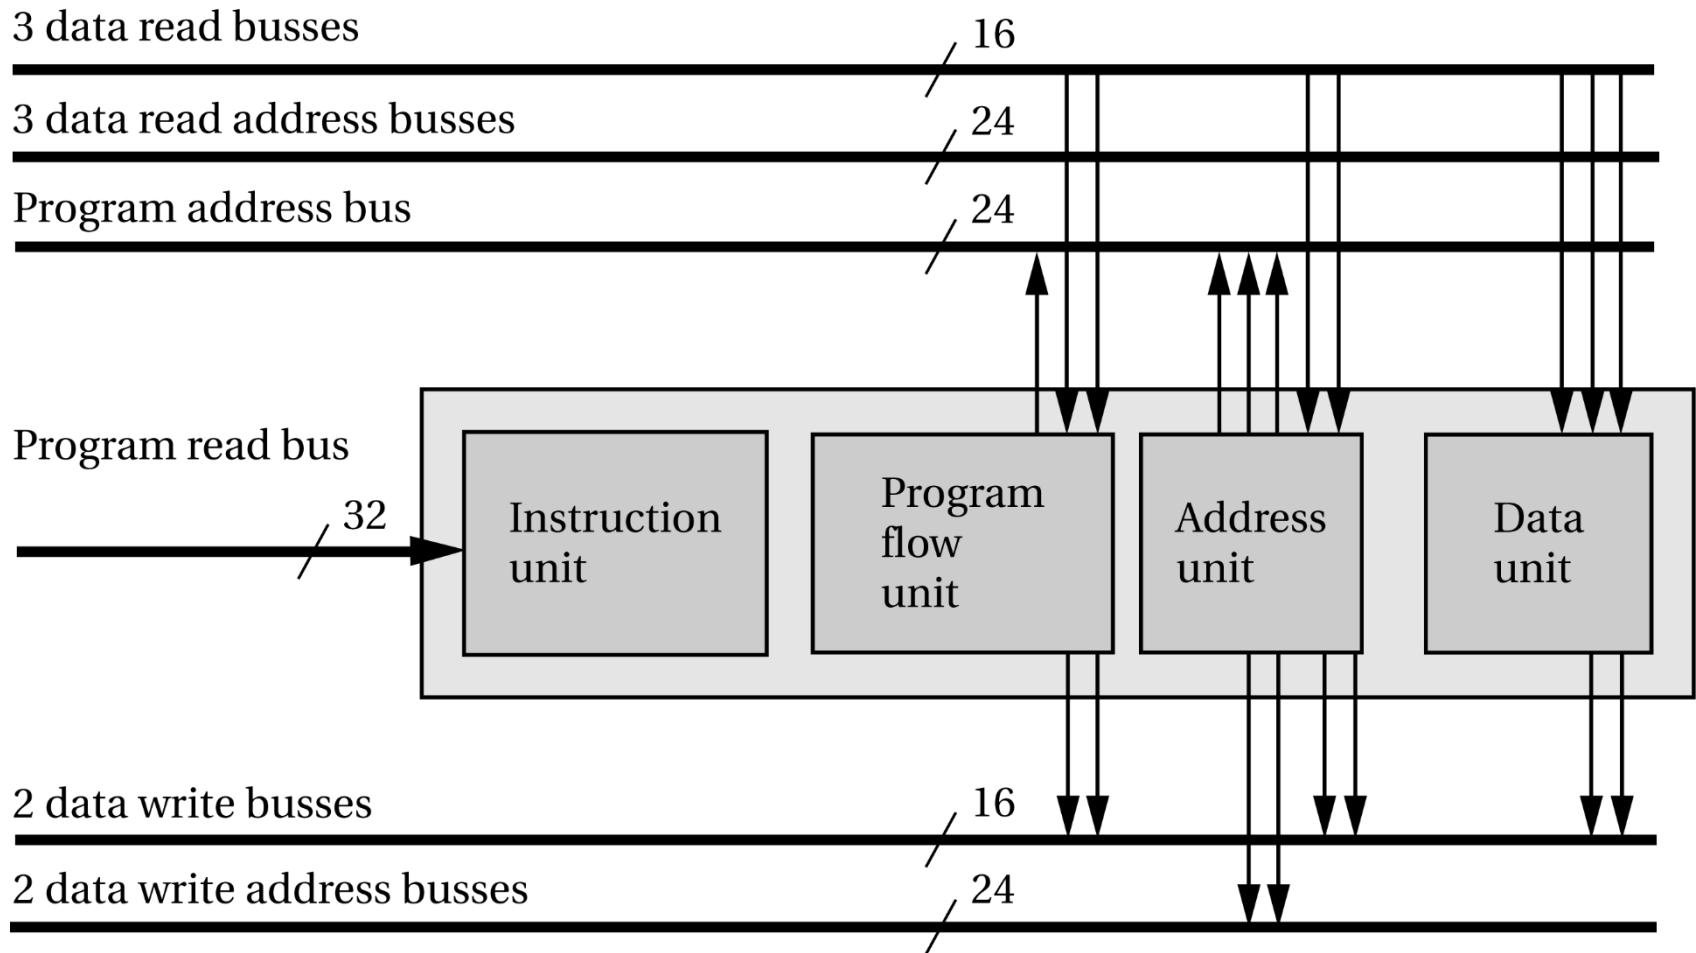 3 data read busses
16
3 data read address busses
24
Program address bus
24
Program read bus
32
Instruction
unit
Program
flow
unit
Address
unit
Data
unit
2 data write busses
16
2 data write address busses
24